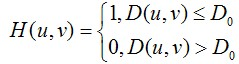 H(u,v) = { 1, D(u,v) ≤ D₀
0, D(u,v) > D₀